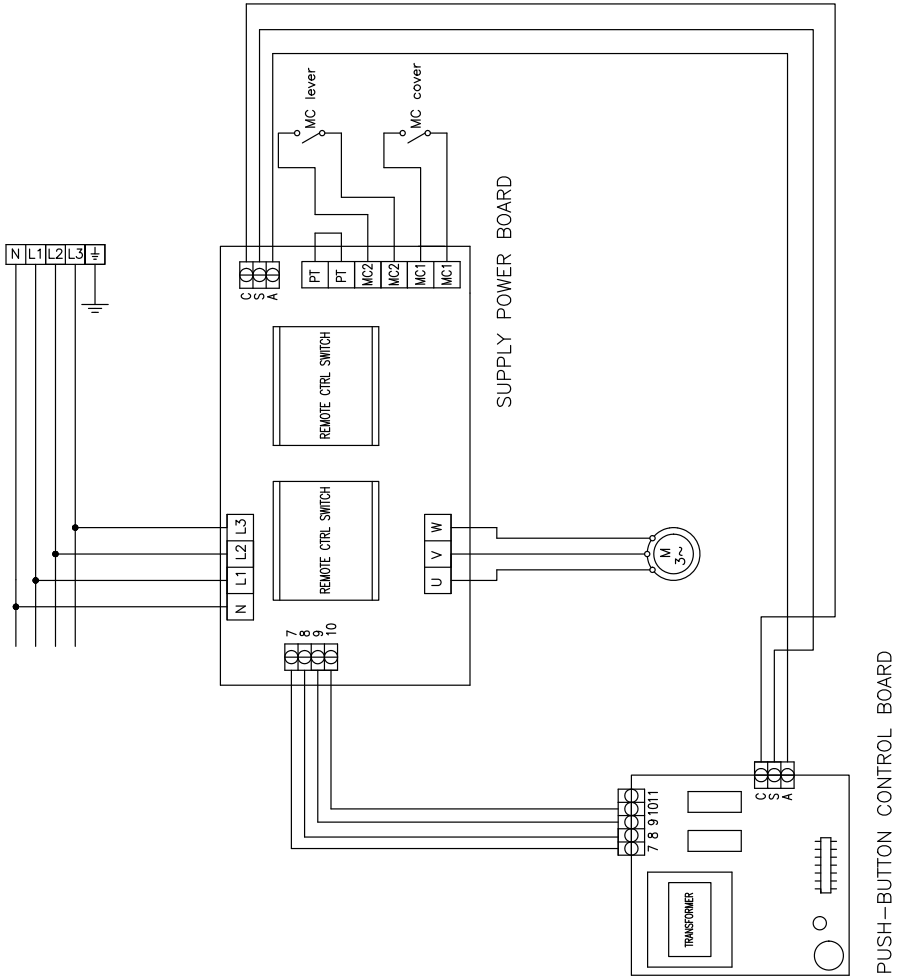 N L1 L2 L3
MC lever
MC cover
C
S
A
PT
PT
MC2
MC2
MC1
MC1
SUPPLY POWER BOARD
REMOTE CTRL SWITCH
REMOTE CTRL SWITCH
N L1 L2 L3
U V W
7
8
9
10
M
3~
7 8 9 10 11
C
S
A
TRANSFORMER
PUSH-BUTTON CONTROL BOARD